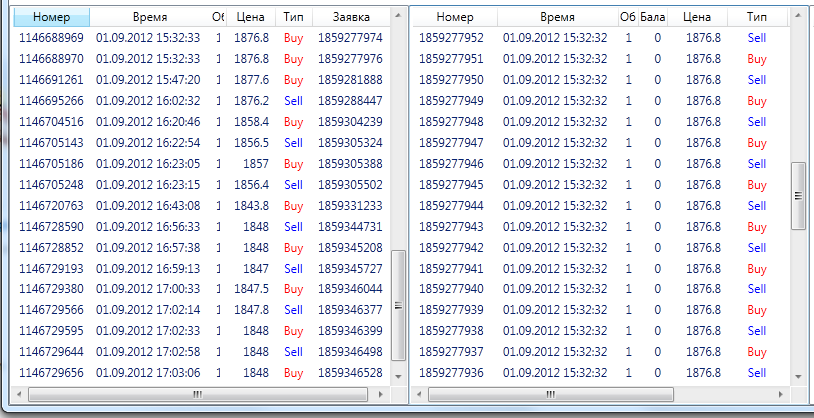 Номер Время Об Цена Тип Заявка
1146688969 01.09.2012 15:32:33 1 1876.8 Buy 1859277974
1146688970 01.09.2012 15:32:33 1 1876.8 Buy 1859277976
1146691261 01.09.2012 15:47:20 1 1877.6 Buy 1859281888
1146695266 01.09.2012 16:02:32 1 1876.2 Sell 1859288447
1146704516 01.09.2012 16:20:46 1 1858.4 Buy 1859304239
1146705143 01.09.2012 16:22:54 1 1856.5 Sell 1859305324
1146705186 01.09.2012 16:23:05 1 1857 Buy 1859305388
1146705248 01.09.2012 16:23:15 1 1856.4 Sell 1859305502
1146720763 01.09.2012 16:43:08 1 1843.8 Buy 1859331233
1146728590 01.09.2012 16:56:33 1 1848 Sell 1859344731
1146728852 01.09.2012 16:57:38 1 1848 Buy 1859345208
1146729193 01.09.2012 16:59:13 1 1847 Sell 1859345727
1146729380 01.09.2012 17:00:33 1 1847.5 Buy 1859346044
1146729566 01.09.2012 17:02:14 1 1847.8 Sell 1859346377
1146729595 01.09.2012 17:02:33 1 1848 Buy 1859346399
1146729644 01.09.2012 17:02:58 1 1848 Sell 1859346498
1146729656 01.09.2012 17:03:06 1 1848 Buy 1859346528
Номер Время Об Бала Цена Тип
1859277952 01.09.2012 15:32:32 1 0 1876.8 Sell
1859277951 01.09.2012 15:32:32 1 0 1876.8 Buy
1859277950 01.09.2012 15:32:32 1 0 1876.8 Sell
1859277949 01.09.2012 15:32:32 1 0 1876.8 Buy
1859277948 01.09.2012 15:32:32 1 0 1876.8 Sell
1859277947 01.09.2012 15:32:32 1 0 1876.8 Buy
1859277946 01.09.2012 15:32:32 1 0 1876.8 Sell
1859277945 01.09.2012 15:32:32 1 0 1876.8 Buy
1859277944 01.09.2012 15:32:32 1 0 1876.8 Sell
1859277943 01.09.2012 15:32:32 1 0 1876.8 Buy
1859277942 01.09.2012 15:32:32 1 0 1876.8 Sell
1859277941 01.09.2012 15:32:32 1 0 1876.8 Buy
1859277940 01.09.2012 15:32:32 1 0 1876.8 Sell
1859277939 01.09.2012 15:32:32 1 0 1876.8 Buy
1859277938 01.09.2012 15:32:32 1 0 1876.8 Sell
1859277937 01.09.2012 15:32:32 1 0 1876.8 Buy
1859277936 01.09.2012 15:32:32 1 0 1876.8 Sell